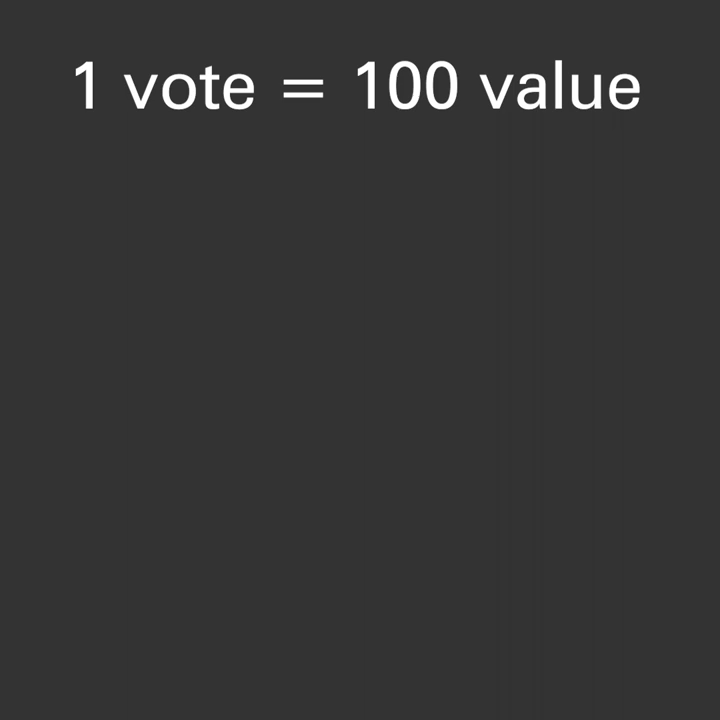 1 vote = 100 value